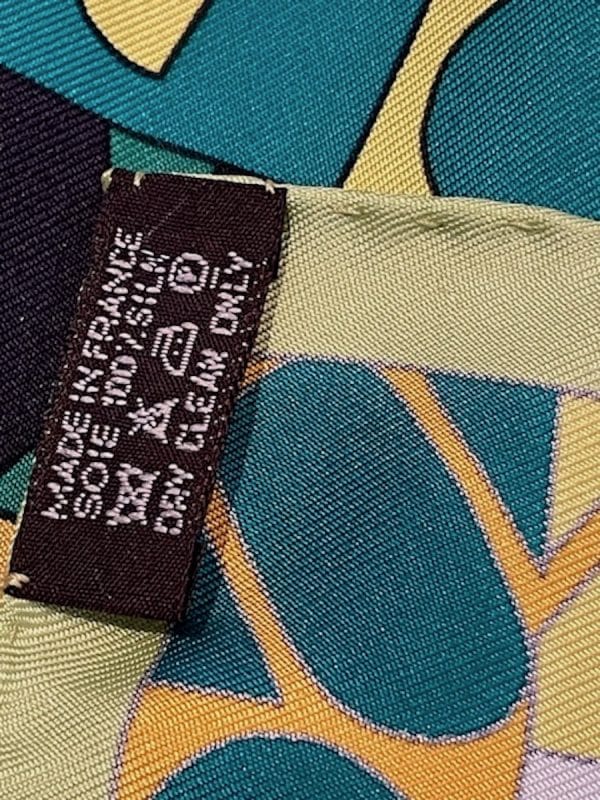 MADE IN FRANCE
SOIE 100% SILK
P
DRY CLEAN ONLY